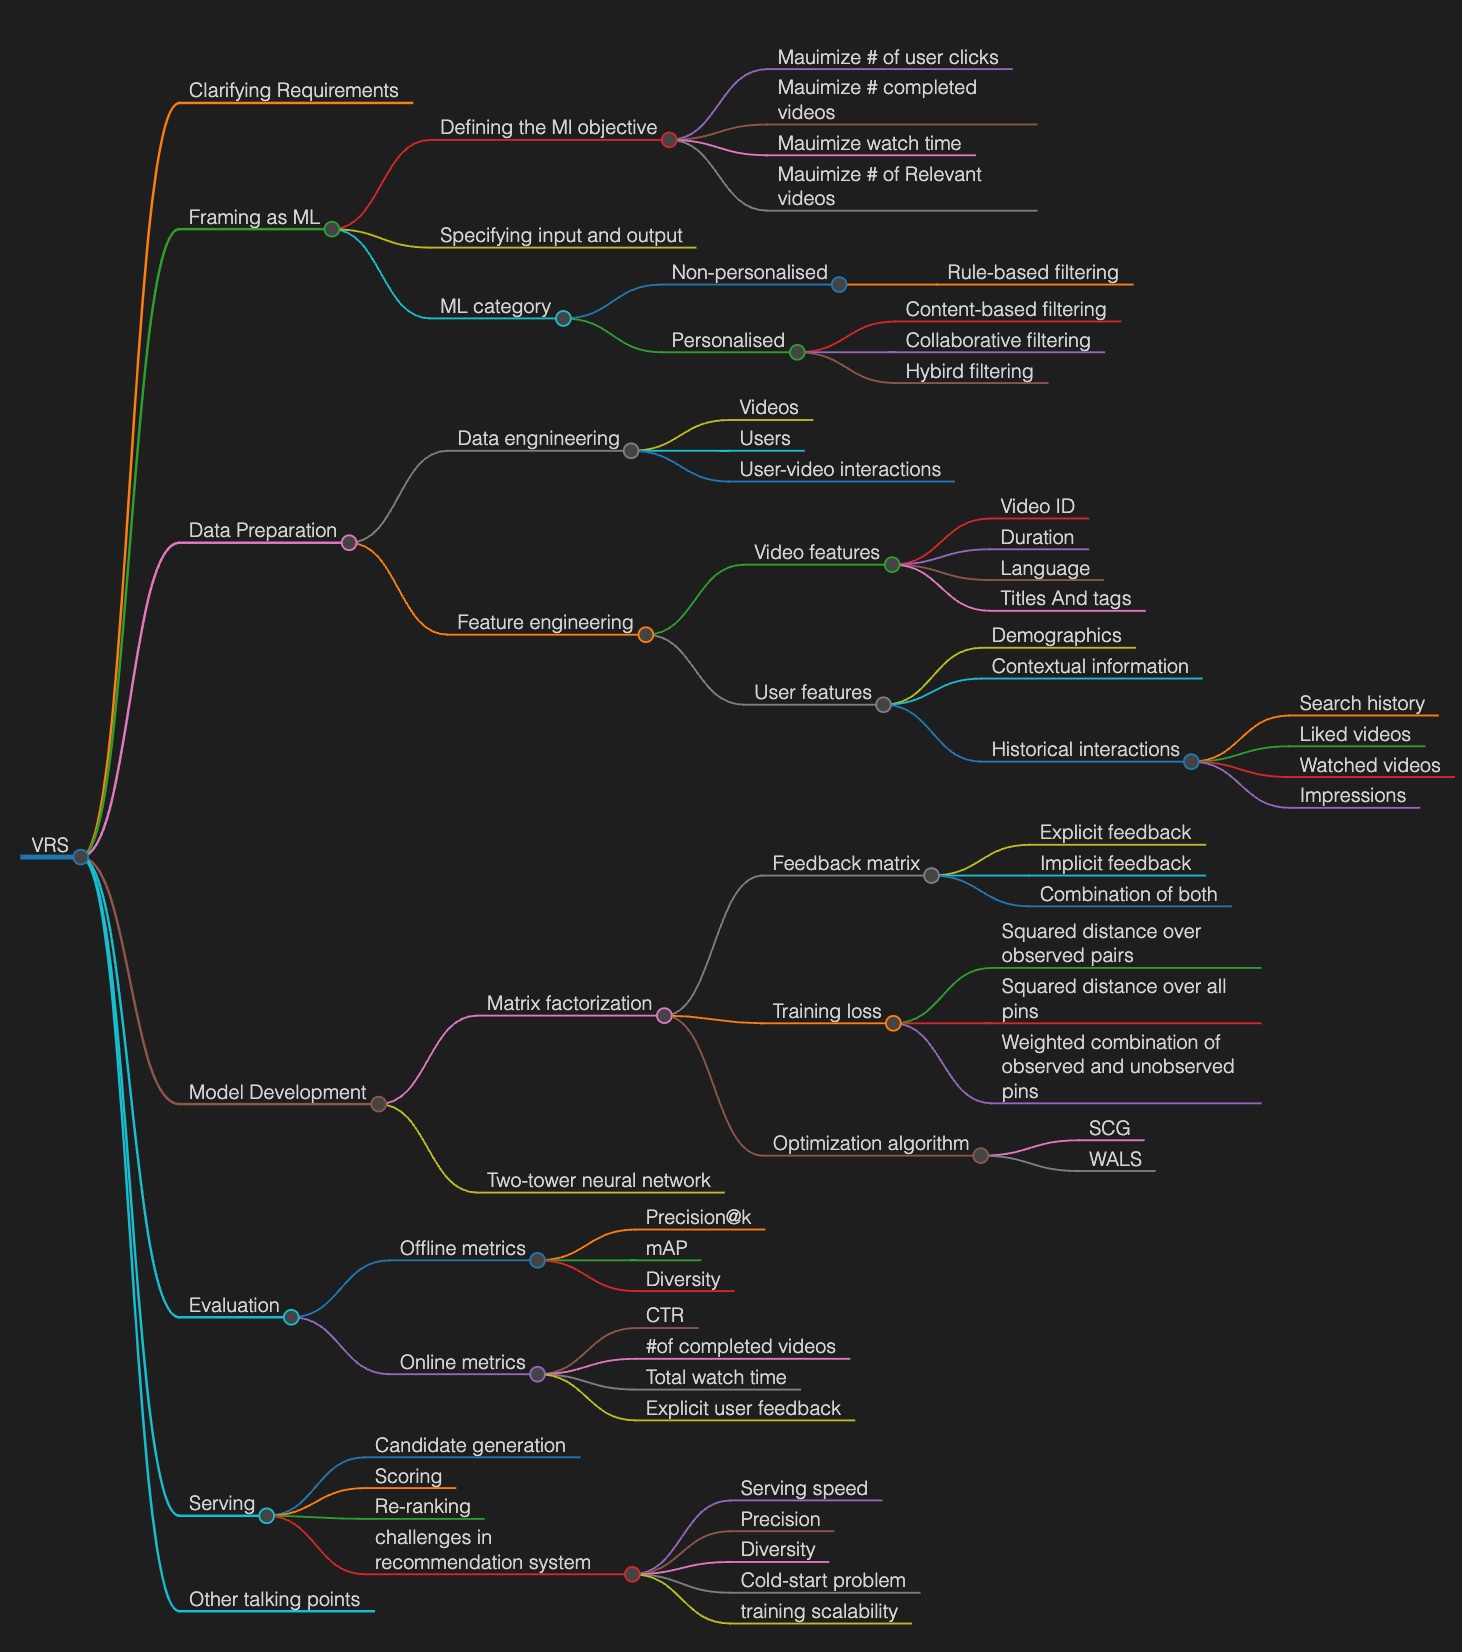 Clarifying Requirements
Mauimize # of user clicks
Mauimize # completed
videos
Defining the Ml objective
Mauimize watch time
Mauimize # of Relevant
videos
Framing as ML
Specifying input and output
Non-personalised
Rule-based filtering
ML category
Content-based filtering
Personalised
Collaborative filtering
Hybird filtering
Videos
Data engnineering
Users
User-video interactions
Data Preparation
Video ID
Duration
Video features
Language
Titles And tags
Feature engineering
Demographics
Contextual information
User features
Search history
Liked videos
Historical interactions
Watched videos
Impressions
VRS
Explicit feedback
Feedback matrix
Implicit feedback
Combination of both
Squared distance over
observed pairs
Matrix factorization
Training loss
Squared distance over all
pins
Weighted combination of
observed and unobserved
pins
Model Development
SCG
Optimization algorithm
WALS
Two-tower neural network
Precision@k
Offline metrics
mAP
Diversity
Evaluation
CTR
#of completed videos
Online metrics
Total watch time
Explicit user feedback
Candidate generation
Scoring
Serving
Re-ranking
challenges in
recommendation system
Serving speed
Precision
Diversity
Cold-start problem
training scalability
Other talking points